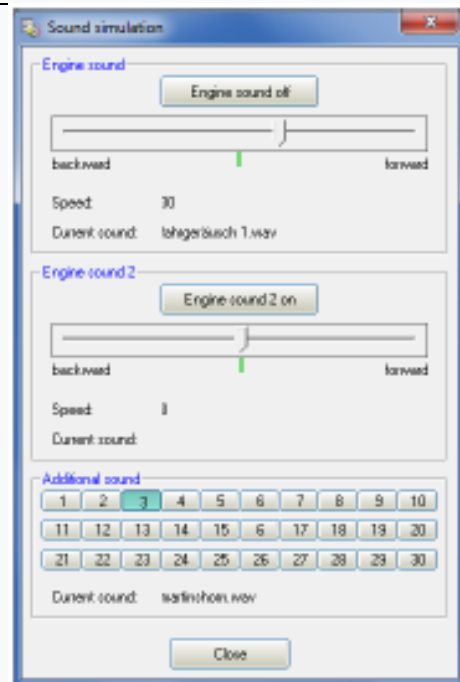 Sound simulation
Engine sound
Engine sound off
backward forward
Speed: 30
Current sound: fahrgeräusch 1.wav
Engine sound 2
Engine sound 2 on
backward forward
Speed:
Current sound:
Additional sound
1 2 3 4 5 6 7 8 9 10
11 12 13 14 15 6 17 18 19 20
21 22 23 24 25 26 27 28 29 30
Current sound: martinshorn.wav
Close